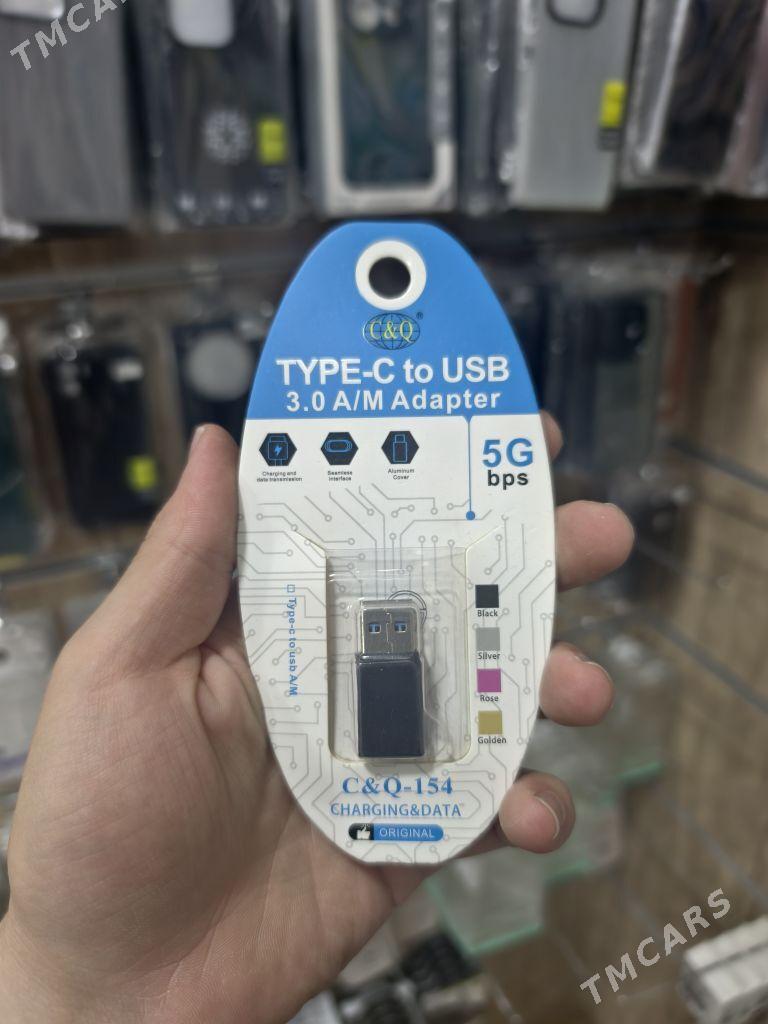 TMCARS
C&Q®
TYPE-C to USB
3.0 A/M Adapter
Charging and
data transmission
Seamless
interface
Aluminum
Cover
5G
bps
Type-c to usb A/M
Black
Silver
Rose
Golden
C&Q-154
CHARGING&DATA
ORIGINAL
TMCARS